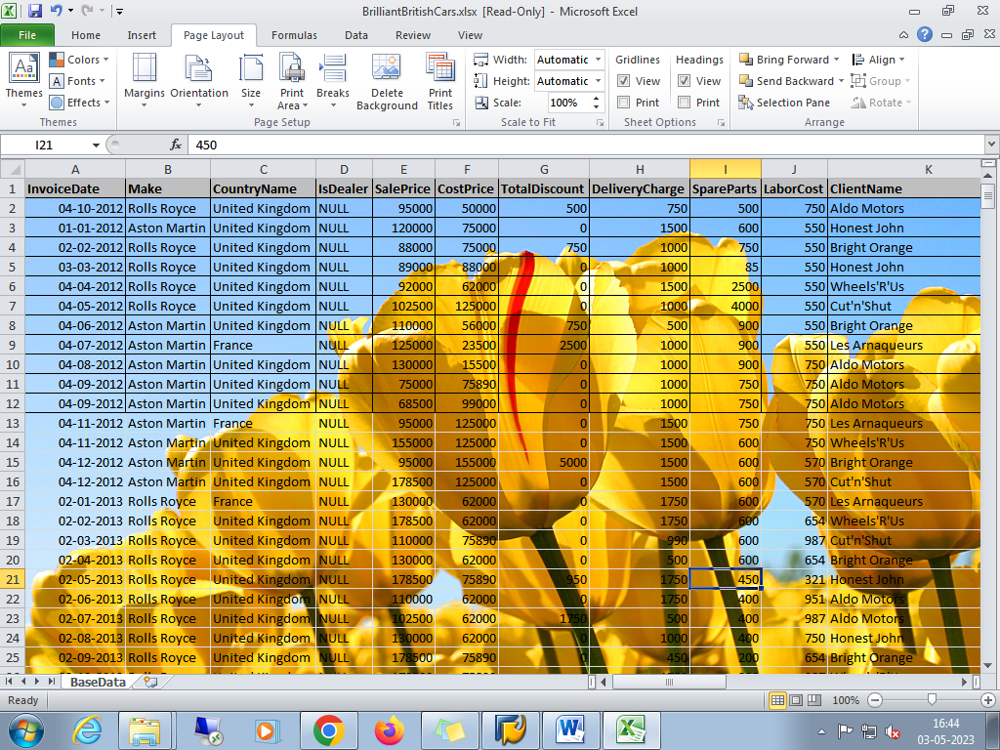 BrilliantBritishCars.xlsx [Read-Only] - Microsoft Excel
File Home Insert Page Layout Formulas Data Review View
Colors Width: Automatic Gridlines Headings Bring Forward Align
Fonts Height: Automatic View View Send Backward Group
Effects Scale: 100% Print Print Selection Pane Rotate
Themes Margins Orientation Size Print Area Breaks Delete Background Print Titles
Themes Page Setup Scale to Fit Sheet Options Arrange
I21 fx 450
A B C D E F G H I J K
1 InvoiceDate Make CountryName IsDealer SalePrice CostPrice TotalDiscount DeliveryCharge SpareParts LaborCost ClientName
2 04-10-2012 Rolls Royce United Kingdom NULL 95000 50000 500 750 500 750 Aldo Motors
3 01-01-2012 Aston Martin United Kingdom NULL 120000 75000 0 1500 600 550 Honest John
4 02-02-2012 Rolls Royce United Kingdom NULL 88000 75000 750 1000 750 550 Bright Orange
5 03-03-2012 Rolls Royce United Kingdom NULL 89000 88000 0 1000 85 550 Honest John
6 04-04-2012 Rolls Royce United Kingdom NULL 92000 62000 0 1500 2500 550 Wheels'R'Us
7 04-05-2012 Rolls Royce United Kingdom NULL 102500 125000 0 1000 4000 550 Cut'n'Shut
8 04-06-2012 Aston Martin United Kingdom NULL 110000 56000 750 500 900 550 Bright Orange
9 04-07-2012 Aston Martin France NULL 125000 23500 2500 1000 900 550 Les Arnaqueurs
10 04-08-2012 Aston Martin United Kingdom NULL 130000 15500 0 1000 900 750 Aldo Motors
11 04-09-2012 Aston Martin United Kingdom NULL 75000 75890 0 1000 750 750 Aldo Motors
12 04-09-2012 Aston Martin United Kingdom NULL 68500 99000 0 1000 750 750 Aldo Motors
13 04-11-2012 Aston Martin France NULL 95000 125000 0 1500 750 750 Les Arnaqueurs
14 04-11-2012 Aston Martin United Kingdom NULL 155000 125000 0 1500 600 750 Wheels'R'Us
15 04-12-2012 Aston Martin United Kingdom NULL 95000 155000 5000 1500 600 570 Bright Orange
16 04-12-2012 Aston Martin United Kingdom NULL 178500 125000 0 1500 600 570 Cut'n'Shut
17 02-01-2013 Rolls Royce France NULL 130000 62000 0 1750 600 570 Les Arnaqueurs
18 02-02-2013 Rolls Royce United Kingdom NULL 178500 62000 0 1750 600 654 Wheels'R'Us
19 02-03-2013 Rolls Royce United Kingdom NULL 110000 75890 0 990 600 987 Cut'n'Shut
20 02-04-2013 Rolls Royce United Kingdom NULL 130000 62000 0 500 600 654 Bright Orange
21 02-05-2013 Rolls Royce United Kingdom NULL 178500 75890 950 1750 450 321 Honest John
22 02-06-2013 Rolls Royce United Kingdom NULL 110000 62000 0 1750 400 951 Aldo Motors
23 02-07-2013 Rolls Royce United Kingdom NULL 102500 62000 1750 500 400 987 Aldo Motors
24 02-08-2013 Rolls Royce United Kingdom NULL 130000 62000 0 1000 400 750 Honest John
25 02-09-2013 Rolls Royce United Kingdom NULL 178500 75890 0 450 200 654 Bright Orange
BaseData
Ready 100%
16:44
03-05-2023